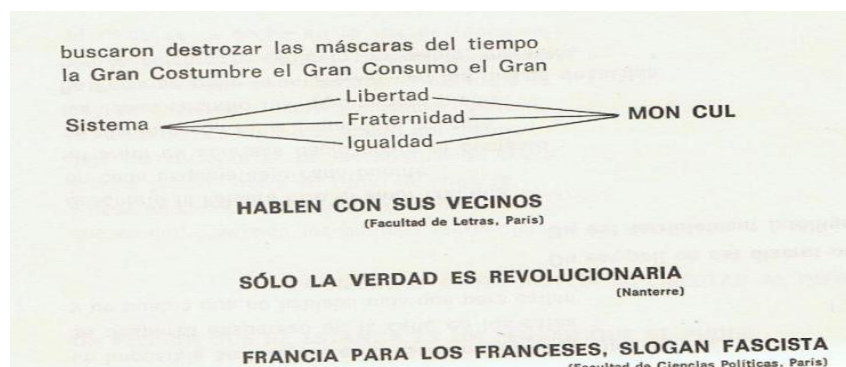 buscaron destrozar las máscaras del tiempo
la Gran Costumbre el Gran Consumo el Gran
Libertad
Sistema Fraternidad MON CUL
Igualdad
HABLEN CON SUS VECINOS
(Facultad de Letras, París)
SÓLO LA VERDAD ES REVOLUCIONARIA
(Nanterre)
FRANCIA PARA LOS FRANCESES, SLOGAN FASCISTA
(Facultad de Ciencias Políticas, París)